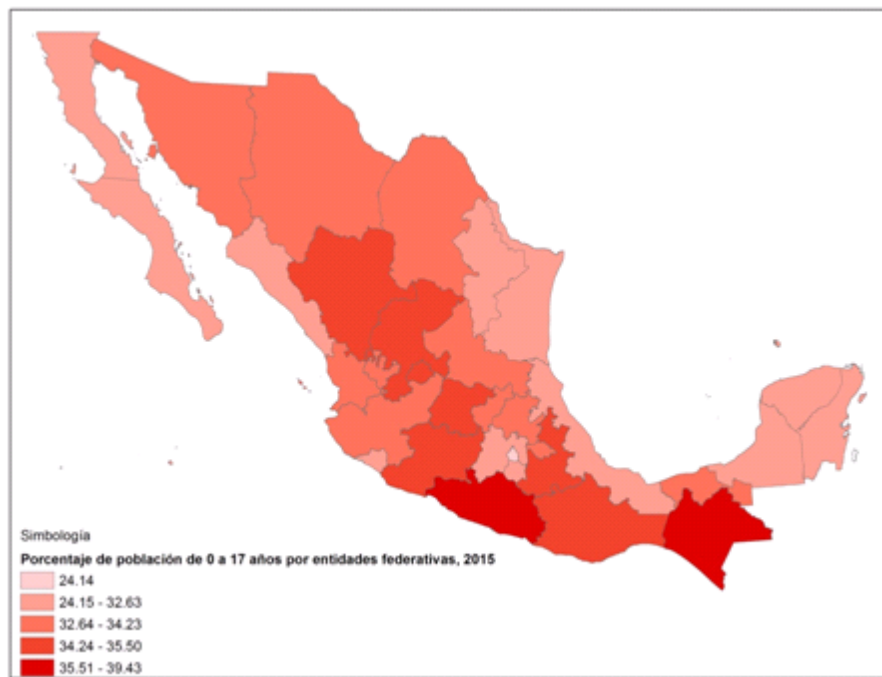 Simbología
Porcentaje de población de 0 a 17 años por entidades federativas, 2015
24.14
24.15 - 32.63
32.64 - 34.23
34.24 - 35.50
35.51 - 39.43